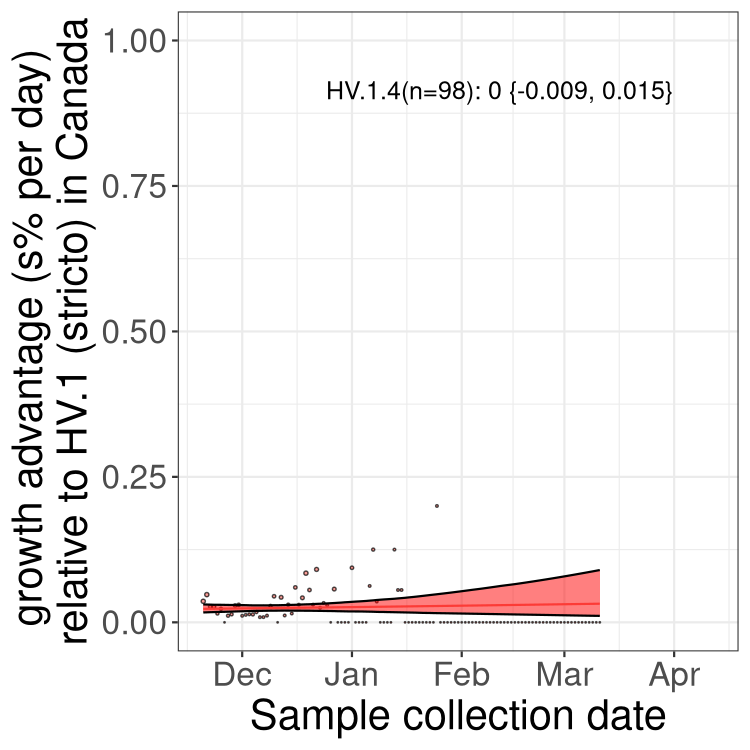 growth advantage (s% per day)
relative to HV.1 (stricto) in Canada
1.00
0.75
0.50
0.25
0.00
HV.1.4(n=98): 0 {-0.009, 0.015}
Dec Jan Feb Mar Apr
Sample collection date